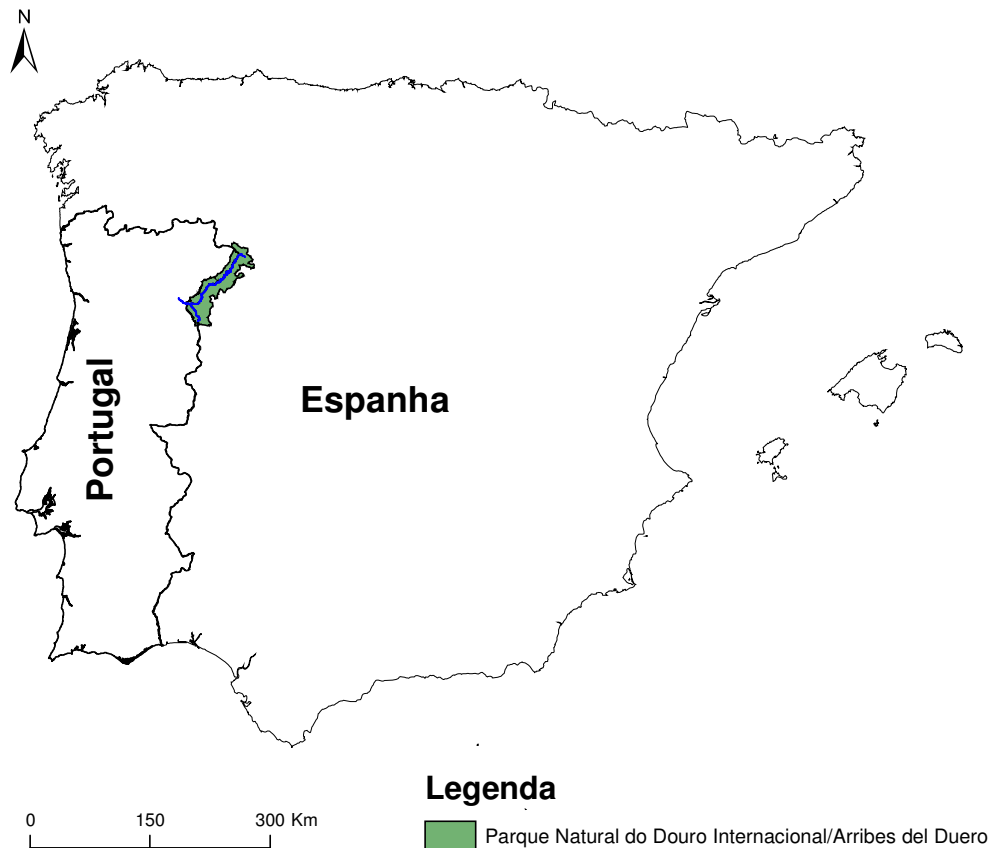 N
Portugal
Espanha
Legenda
0 150 300 Km
Parque Natural do Douro Internacional/Arribes del Duero